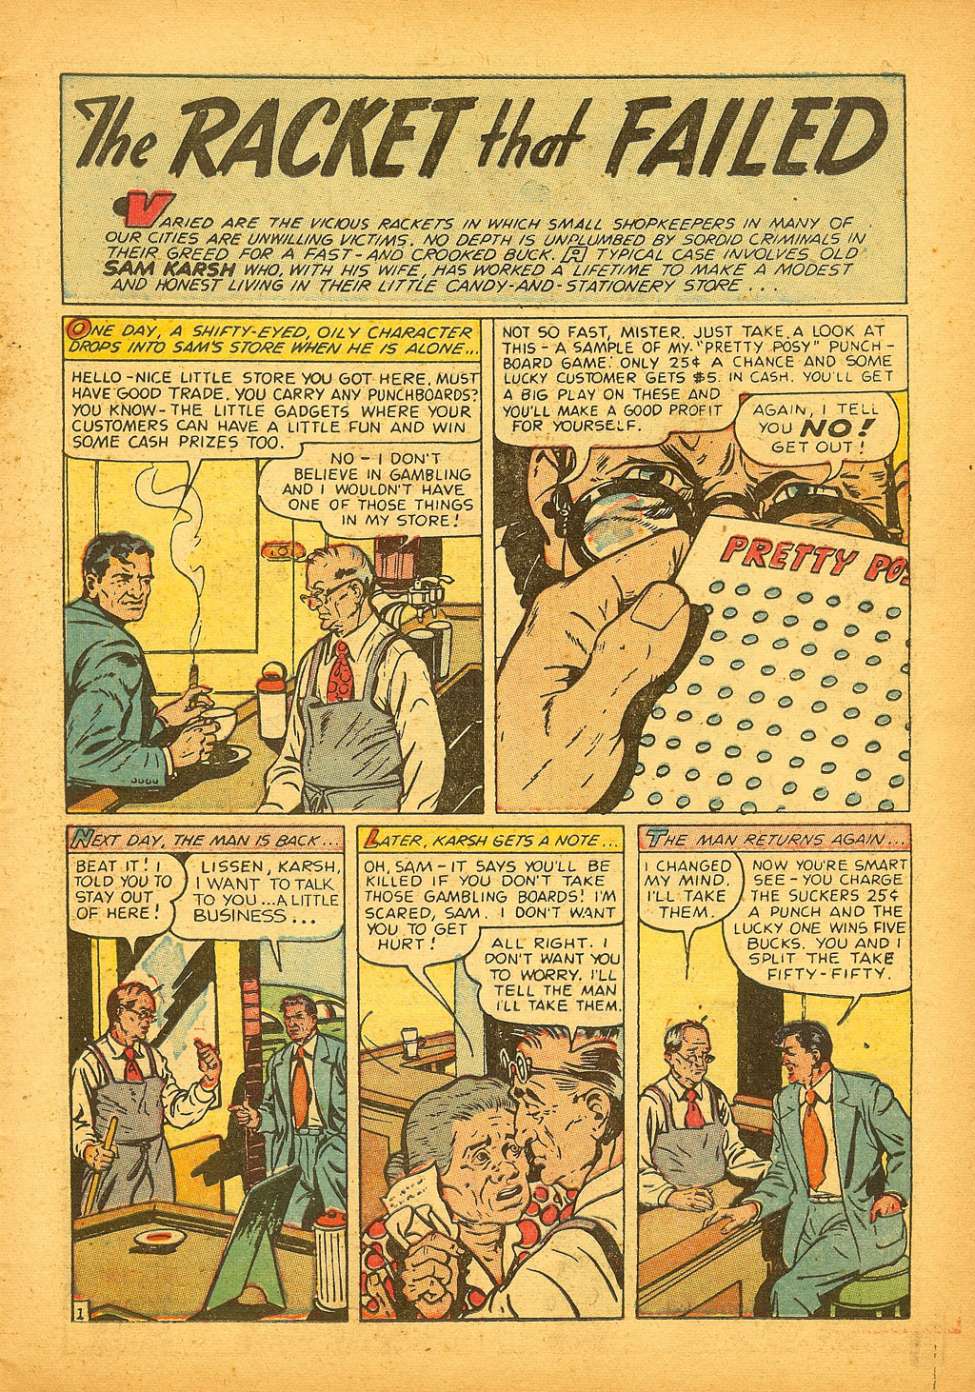 The RACKET that FAILED
VARIED ARE THE VICIOUS RACKETS IN WHICH SMALL SHOPKEEPERS IN MANY OF
OUR CITIES ARE UNWILLING VICTIMS. NO DEPTH IS UNPLUMBED BY SORDID CRIMINALS IN
THEIR GREED FOR A FAST-AND CROOKED BUCK. A TYPICAL CASE INVOLVES OLD
SAM KARSH WHO, WITH HIS WIFE, HAS WORKED A LIFETIME TO MAKE A MODEST
AND HONEST LIVING IN THEIR LITTLE CANDY-AND-STATIONERY STORE...
ONE DAY, A SHIFTY-EYED, OILY CHARACTER
DROPS INTO SAM'S STORE WHEN HE IS ALONE...
HELLO-NICE LITTLE STORE YOU GOT HERE. MUST
HAVE GOOD TRADE. YOU CARRY ANY PUNCHBOARDS?
YOU KNOW-THE LITTLE GADGETS WHERE YOUR
CUSTOMERS CAN HAVE A LITTLE FUN AND WIN
SOME CASH PRIZES TOO.
NO-I DON'T
BELIEVE IN GAMBLING
AND I WOULDN'T HAVE
ONE OF THOSE THINGS
IN MY STORE!
NOT SO FAST, MISTER. JUST TAKE A LOOK AT
THIS-A SAMPLE OF MY "PRETTY POSY" PUNCH-
BOARD GAME. ONLY 25¢ A CHANCE AND SOME
LUCKY CUSTOMER GETS $5. IN CASH. YOU'LL GET
A BIG PLAY ON THESE AND
YOU'LL MAKE A GOOD PROFIT
FOR YOURSELF.
AGAIN, I TELL
YOU NO!
GET OUT!
PRETTY POS
NEXT DAY, THE MAN IS BACK...
BEAT IT! I
TOLD YOU TO
STAY OUT
OF HERE!
LISSEN, KARSH,
I WANT TO TALK
TO YOU...A LITTLE
BUSINESS...
1
LATER, KARSH GETS A NOTE...
OH, SAM-IT SAYS YOU'LL BE
KILLED IF YOU DON'T TAKE
THOSE GAMBLING BOARDS! I'M
SCARED, SAM. I DON'T WANT
YOU TO GET
HURT!
ALL RIGHT. I
DON'T WANT YOU
TO WORRY. I'LL
TELL THE MAN
I'LL TAKE THEM.
THE MAN RETURNS AGAIN...
I CHANGED
MY MIND.
I'LL TAKE
THEM.
NOW YOU'RE SMART
SEE-YOU CHARGE
THE SUCKERS 25¢
A PUNCH AND THE
LUCKY ONE WINS FIVE
BUCKS. YOU AND I
SPLIT THE TAKE
FIFTY-FIFTY.